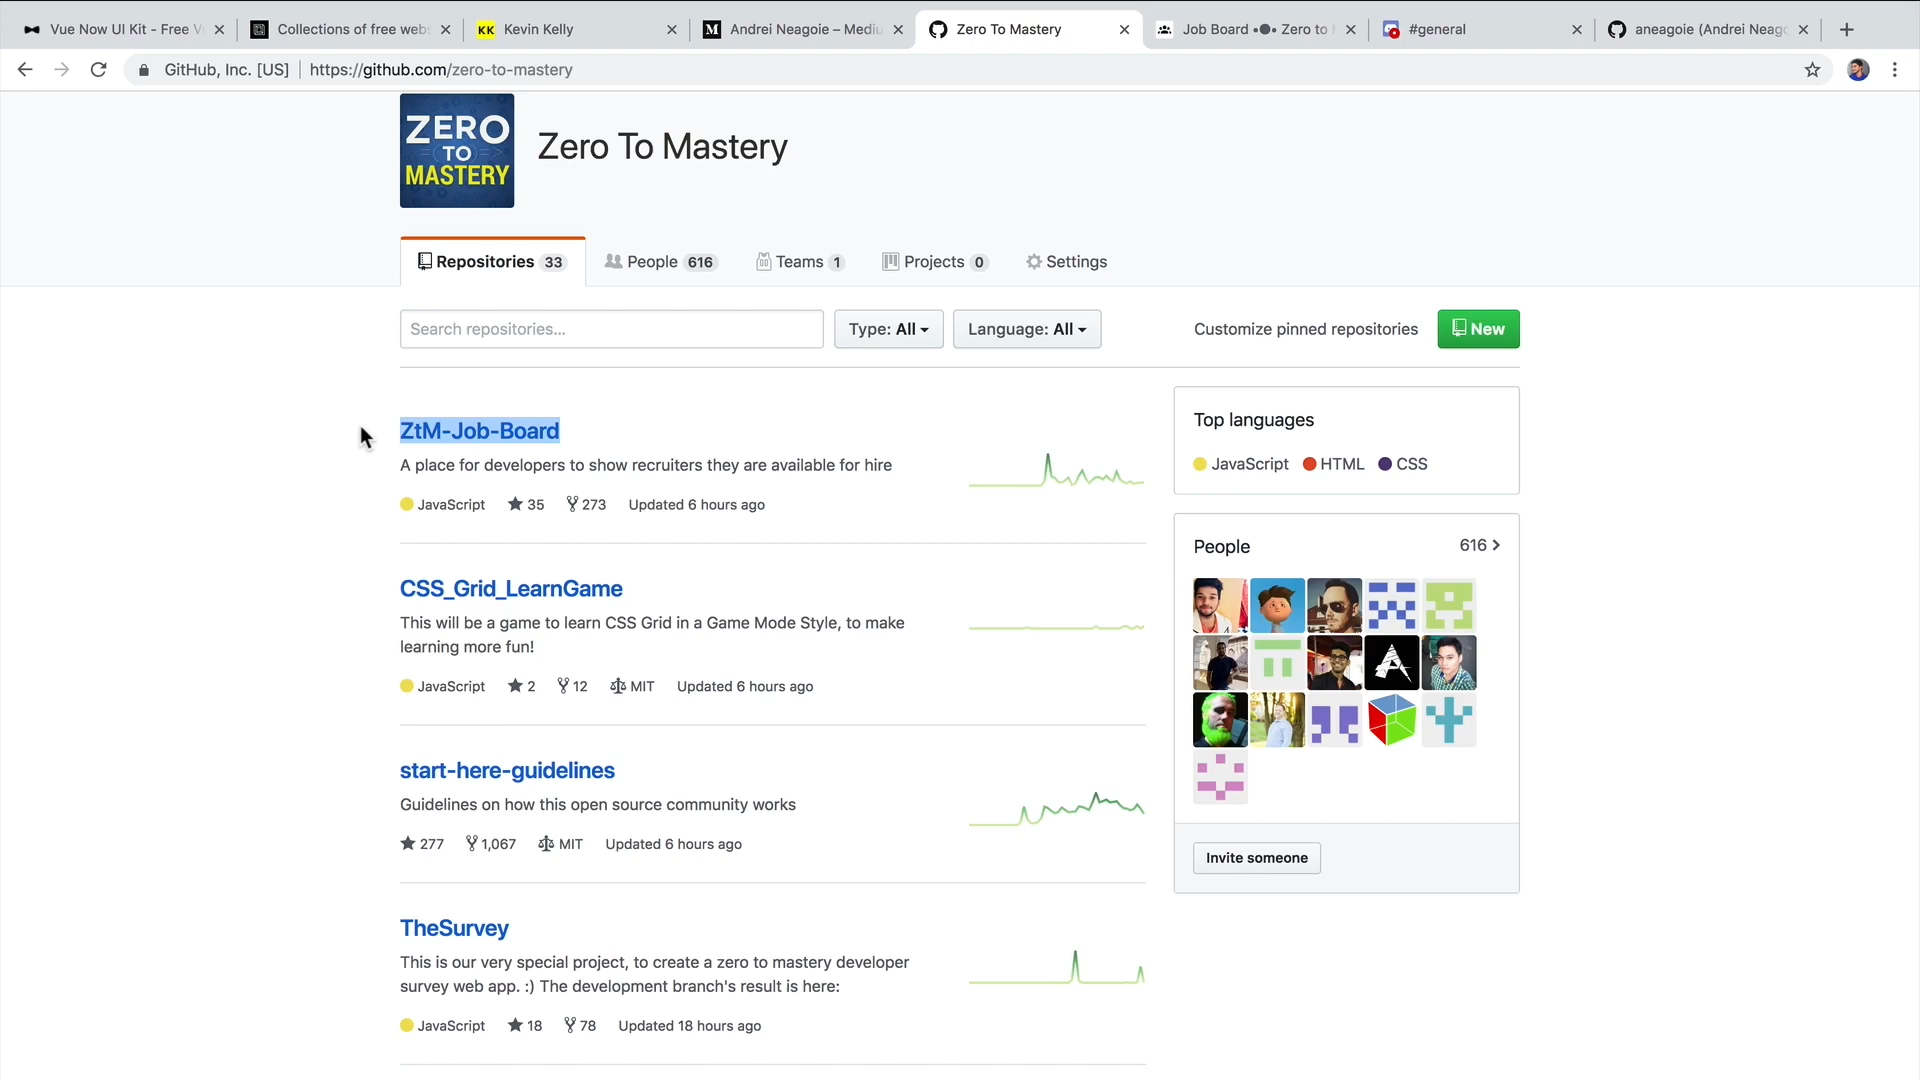 Vue Now UI Kit - Free V
Collections of free web
KK Kevin Kelly
M Andrei Neagoie – Mediu
Zero To Mastery
Job Board •●• Zero to
#general
aneagoie (Andrei Neago
GitHub, Inc. [US] https://github.com/zero-to-mastery
ZERO
TO
MASTERY
Zero To Mastery
Repositories 33 People 616 Teams 1 Projects 0 Settings
Search repositories... Type: All Language: All Customize pinned repositories New
ZtM-Job-Board
A place for developers to show recruiters they are available for hire
JavaScript 35 273 Updated 6 hours ago
CSS_Grid_LearnGame
This will be a game to learn CSS Grid in a Game Mode Style, to make
learning more fun!
JavaScript 2 12 MIT Updated 6 hours ago
start-here-guidelines
Guidelines on how this open source community works
277 1,067 MIT Updated 6 hours ago
TheSurvey
This is our very special project, to create a zero to mastery developer
survey web app. :) The development branch's result is here:
JavaScript 18 78 Updated 18 hours ago
Top languages
JavaScript HTML CSS
People 616
Invite someone